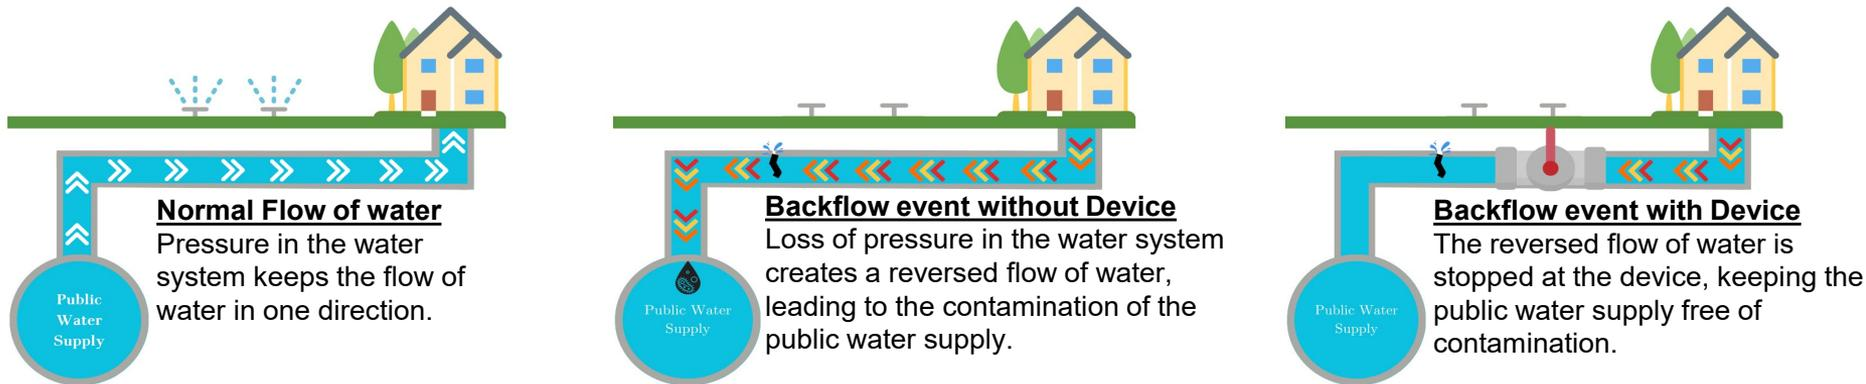 Public
Water
Supply
Normal Flow of water
Pressure in the water
system keeps the flow of
water in one direction.
Public Water
Supply
Backflow event without Device
Loss of pressure in the water system
creates a reversed flow of water,
leading to the contamination of the
public water supply.
Public Water
Supply
Backflow event with Device
The reversed flow of water is
stopped at the device, keeping the
public water supply free of
contamination.